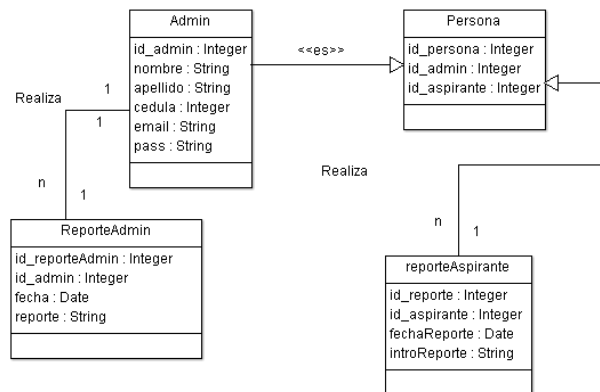 Admin
id_admin : Integer
nombre : String
apellido : String
cedula : Integer
email : String
pass : String
<<es>>
Persona
id_persona : Integer
id_admin : Integer
id_aspirante : Integer
Realiza
1
1
n
1
ReporteAdmin
id_reporteAdmin : Integer
id_admin : Integer
fecha : Date
reporte : String
Realiza
n
1
reporteAspirante
id_reporte : Integer
id_aspirante : Integer
fechaReporte : Date
introReporte : String